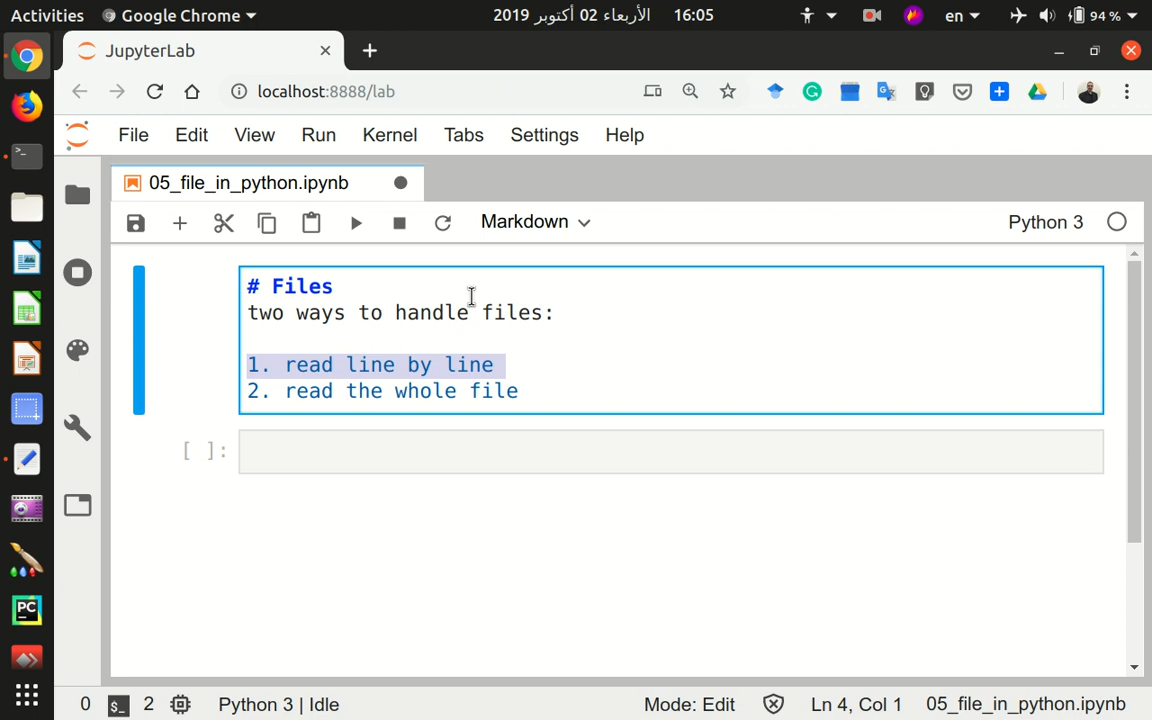 Activities Google Chrome الأربعاء 02 أكتوبر 2019 16:05 en 94 %
JupyterLab
localhost:8888/lab
File Edit View Run Kernel Tabs Settings Help
05_file_in_python.ipynb
Markdown Python 3
# Files
two ways to handle files:
1. read line by line
2. read the whole file
[ ]:
PC
0 $_ 2 Python 3 | Idle Mode: Edit Ln 4, Col 1 05_file_in_python.ipynb